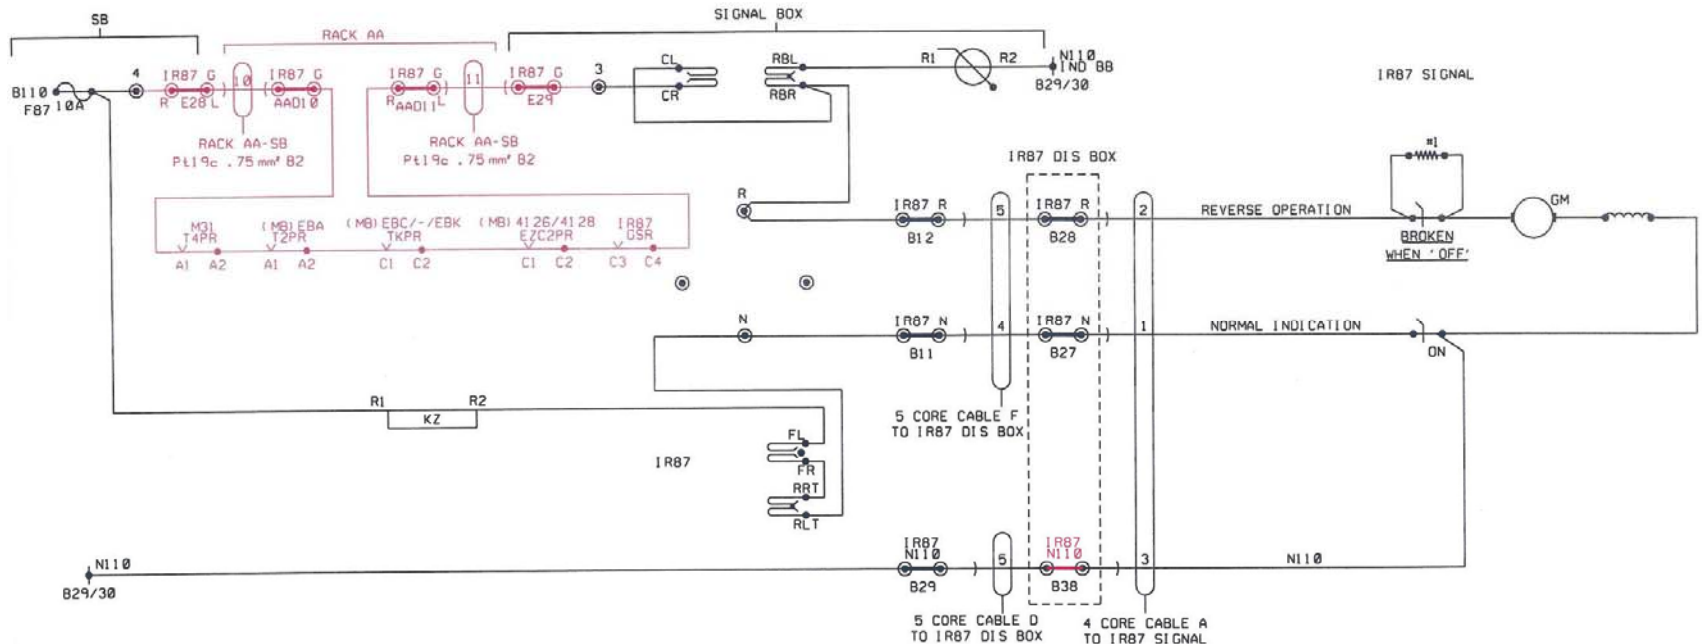 SB
SIGNAL BOX
RACK AA
IR87 SIGNAL
B110
F87 10A
4
IR87 G
R E28 L
10
IR87 G
AAD10
IR87 G
R AAD11 L
11
IR87 G
E29
3
CL
CR
RBL
RBR
R1 R2
N110
IND BB
B29/30
RACK AA-SB
Pt19c .75mm² B2
RACK AA-SB
Pt19c .75mm² B2
IR87 DIS BOX
#1
M31
T4PR
A1 A2
(MB)EBA
T2PR
A1 A2
(MB)EBC/-/EBK
TKPR
C1 C2
(MB)4126/4128
EZC2PR
C1 C2
IR87
GSR
C3 C4
R
IR87 R
B12
5
IR87 R
B28
2
REVERSE OPERATION
BROKEN
WHEN 'OFF'
GM
N
IR87 N
B11
4
IR87 N
B27
1
NORMAL INDICATION
ON
R1 R2
KZ
5 CORE CABLE F
TO IR87 DIS BOX
IR87
FL
FR
RRT
RLT
N110
B29/30
IR87
N110
B29
5
IR87
N110
B38
3
N110
5 CORE CABLE D
TO IR87 DIS BOX
4 CORE CABLE A
TO IR87 SIGNAL